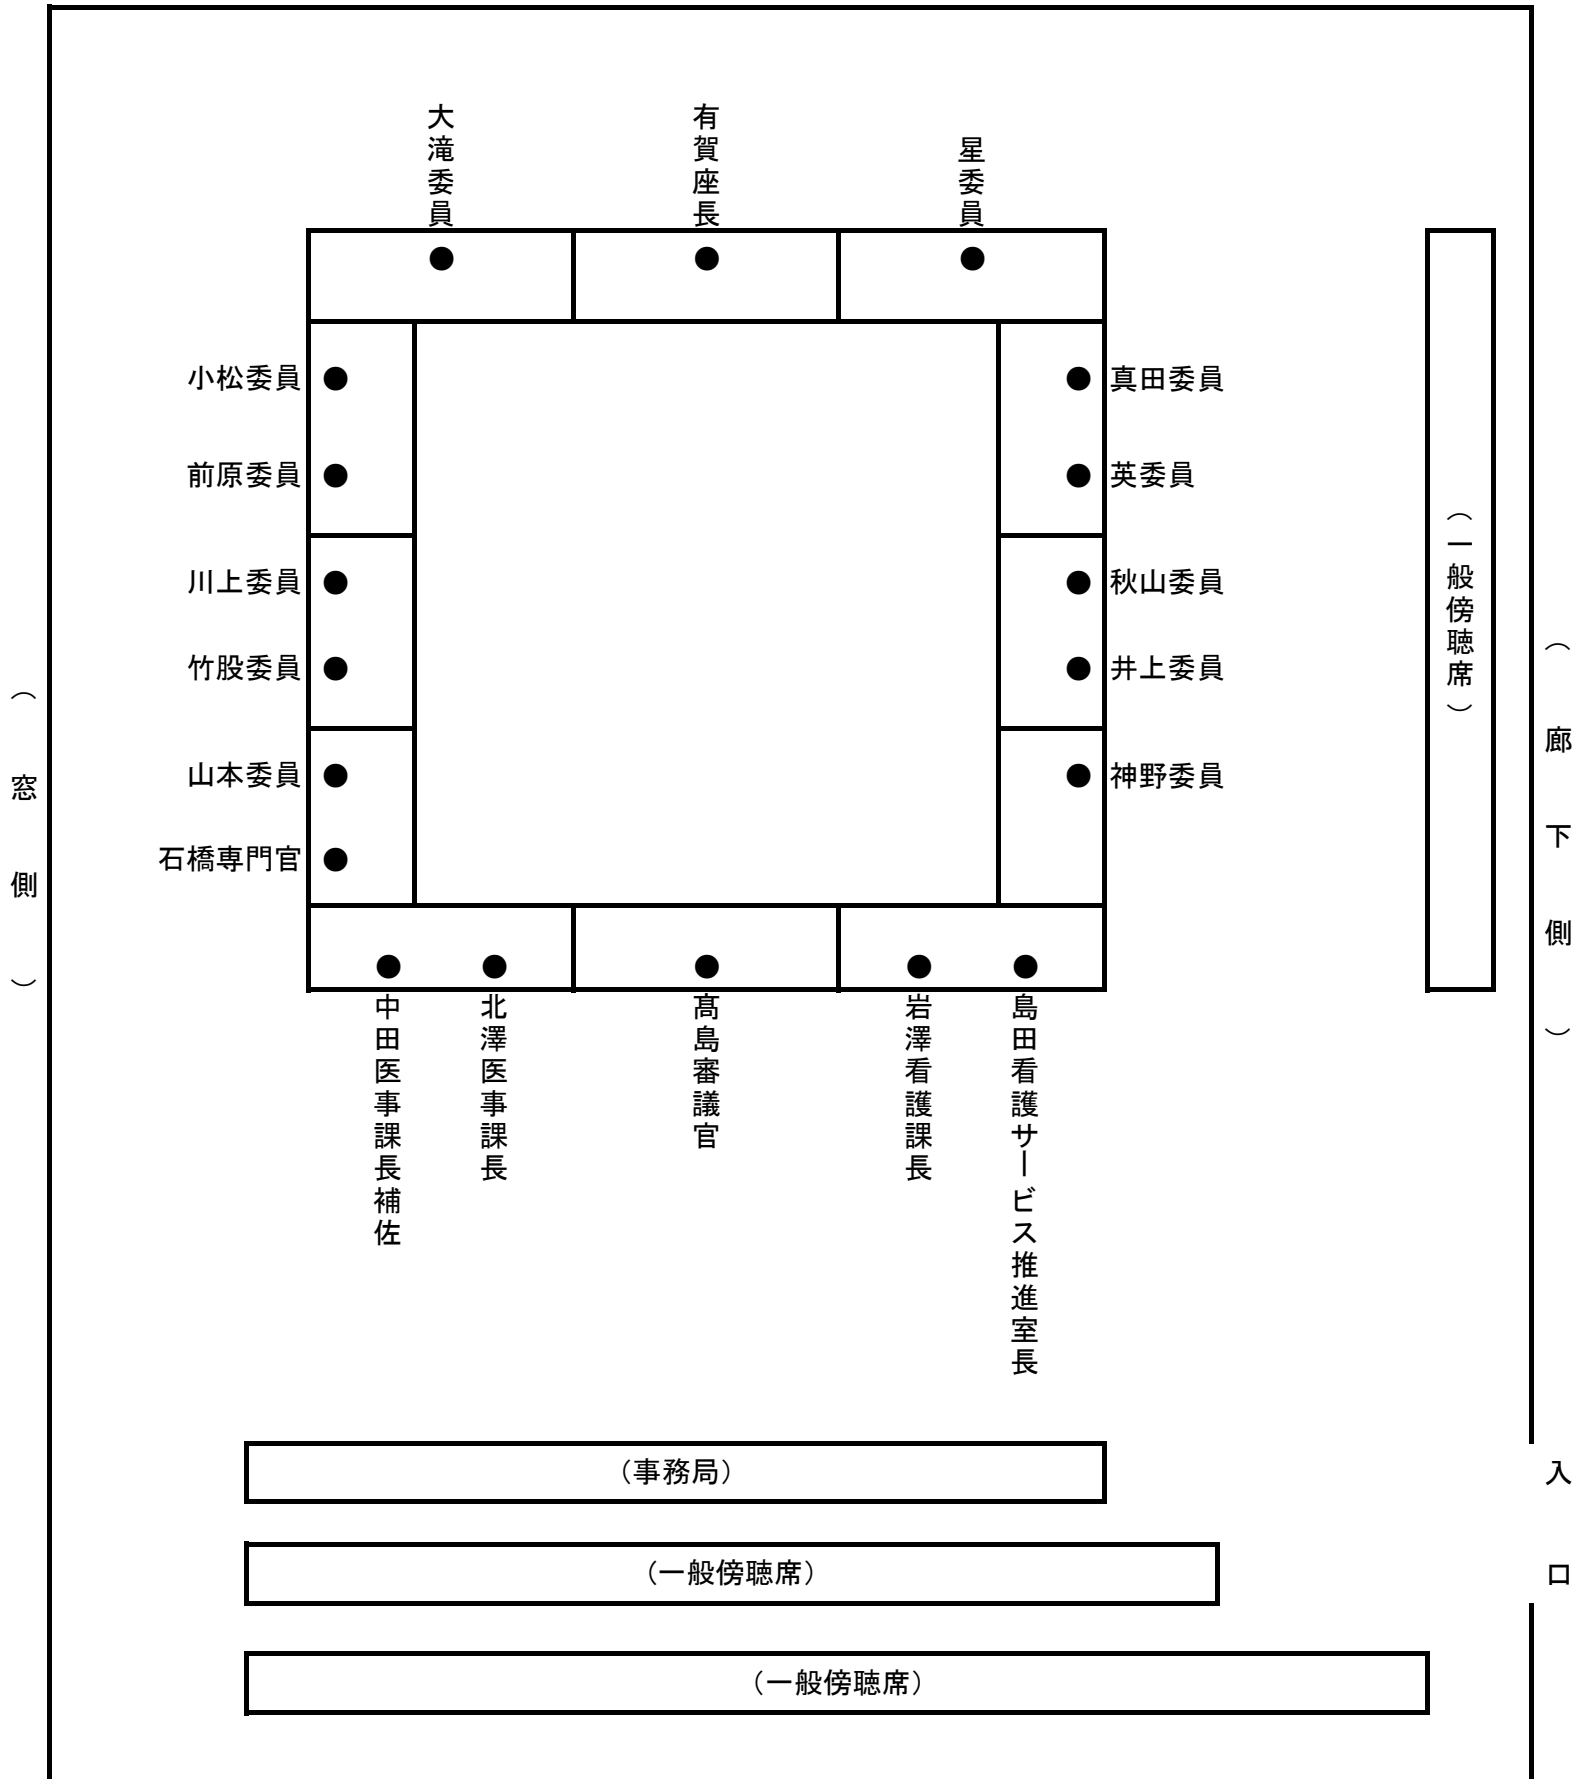 大滝委員
有賀座長
星委員
小松委員
真田委員
前原委員
英委員
川上委員
秋山委員
竹股委員
井上委員
山本委員
神野委員
石橋専門官
中田医事課長補佐
北澤医事課長
髙島審議官
岩澤看護課長
島田看護サービス推進室長
（一般傍聴席）
（窓側）
（廊下側）
（事務局）
入口
（一般傍聴席）
（一般傍聴席）